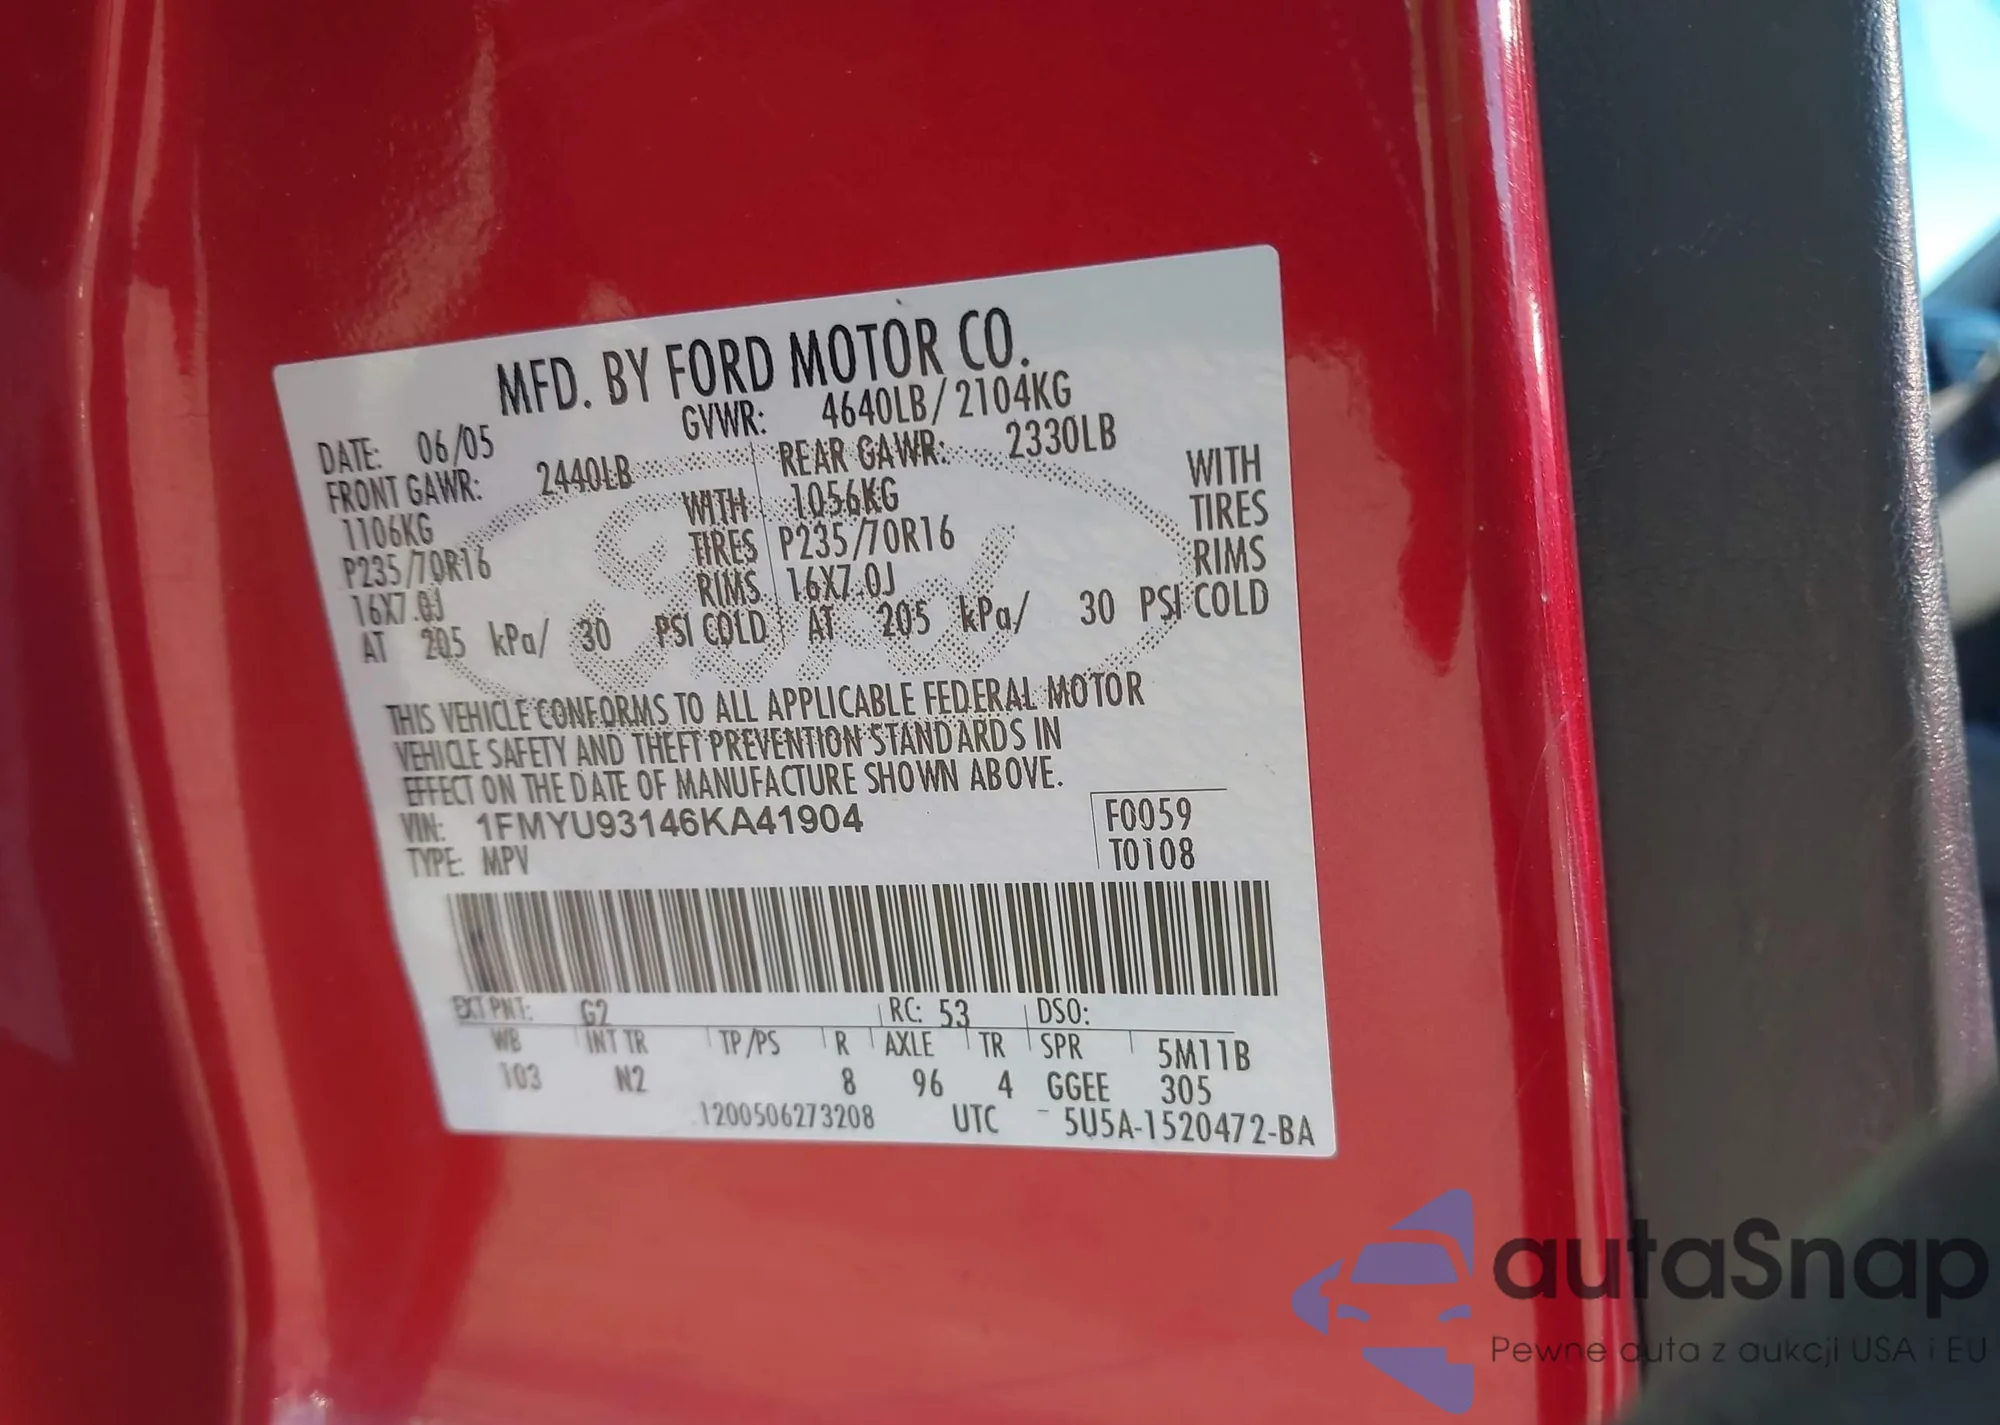 MFD. BY FORD MOTOR CO.
DATE: 06/05 GVWR: 4640LB/2104KG
FRONT GAWR: 2440LB REAR GAWR: 2330LB
1106KG WITH 1056KG WITH
P235/70R16 TIRES P235/70R16 TIRES
16X7.0J RIMS 16X7.0J RIMS
AT 205 kPa/ 30 PSI COLD AT 205 kPa/ 30 PSI COLD
THIS VEHICLE CONFORMS TO ALL APPLICABLE FEDERAL MOTOR
VEHICLE SAFETY AND THEFT PREVENTION STANDARDS IN
EFFECT ON THE DATE OF MANUFACTURE SHOWN ABOVE.
VIN: 1FMYU93146KA41904 F0059
TYPE: MPV T0108
EXT PNT: G2 RC: 53 DSO:
WB INT TR TP/PS R AXLE TR SPR 5M11B
103 N2 8 96 4 GGEE 305
1200506273208 UTC 5U5A-1520472-BA
Ford
autaSnap
Pewne auta z aukcji USA i EU